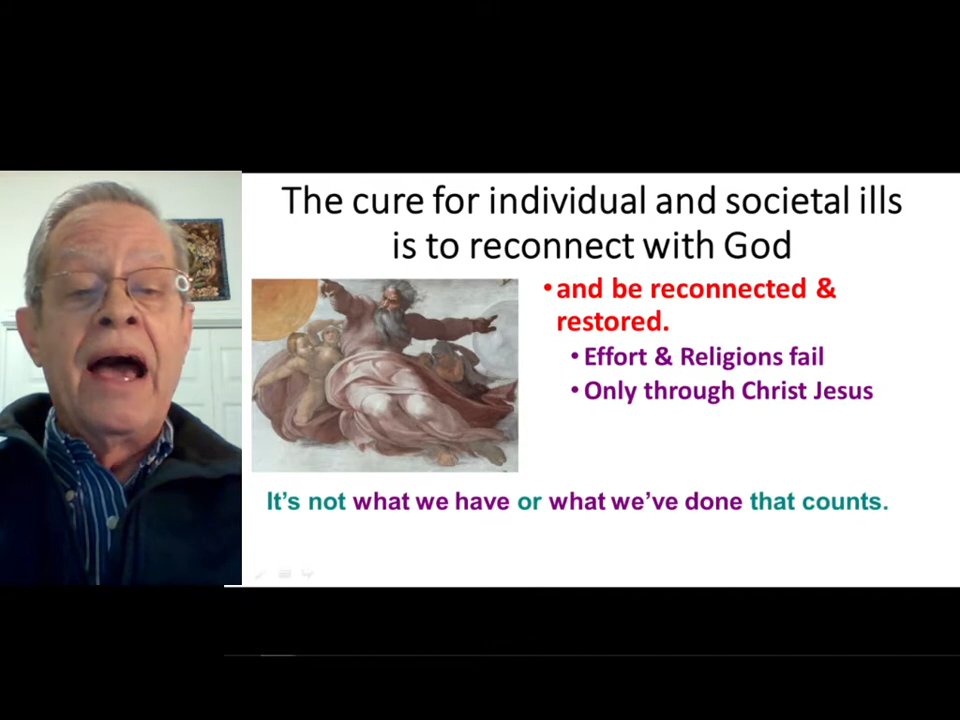 The cure for individual and societal ills
is to reconnect with God
•and be reconnected &
restored.
•Effort & Religions fail
•Only through Christ Jesus
It's not what we have or what we've done that counts.